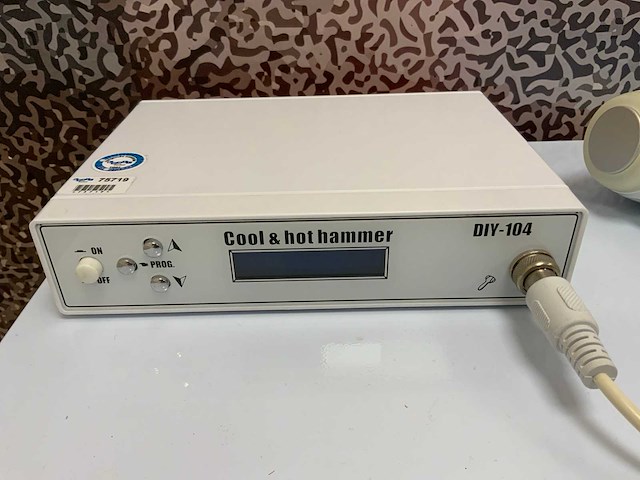 75719
Cool & hot hammer
DIY-104
ON
PROG.
OFF